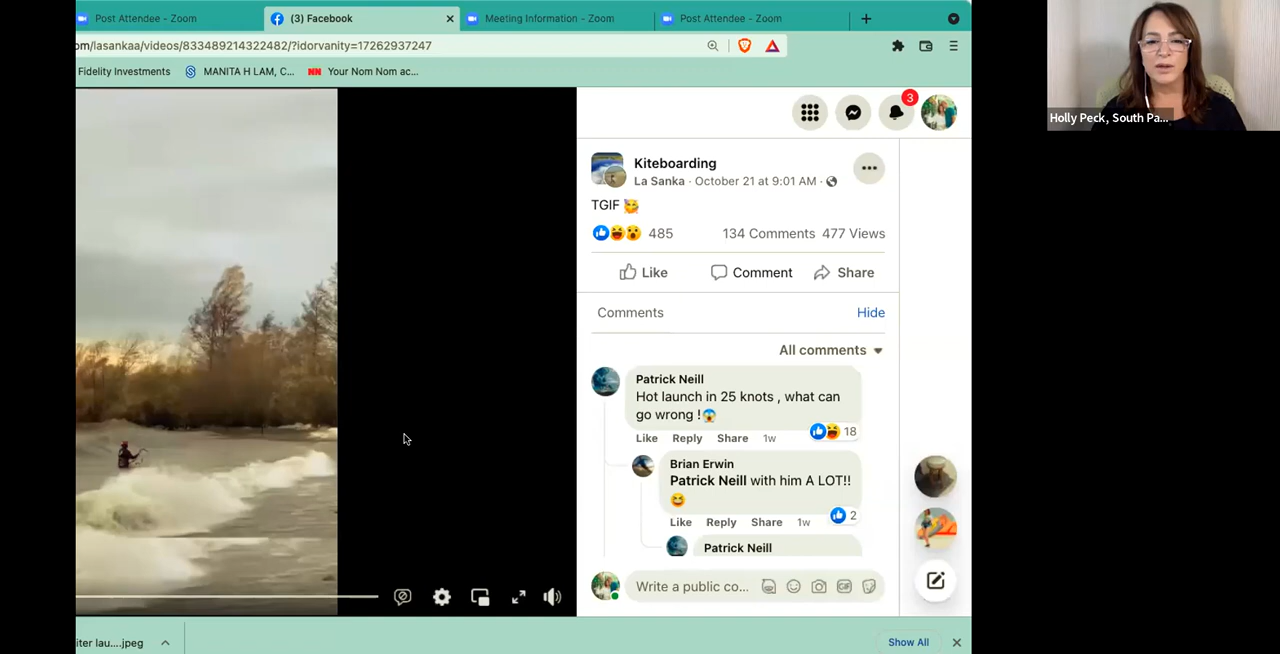 Post Attendee - Zoom
(3) Facebook
Meeting Information - Zoom
Post Attendee - Zoom
om/lasankaa/videos/833489214322482/?idorvanity=17262937247
Fidelity Investments
MANITA H LAM, C...
NN Your Nom Nom ac...
Holly Peck, South Pa...
3
Kiteboarding
La Sanka · October 21 at 9:01 AM ·
TGIF
485
134 Comments 477 Views
Like
Comment
Share
Comments
Hide
All comments
Patrick Neill
Hot launch in 25 knots , what can
go wrong !
18
Like Reply Share 1w
Brian Erwin
Patrick Neill with him A LOT!!
2
Like Reply Share 1w
Patrick Neill
Write a public co...
GIF
iter lau....jpeg
Show All